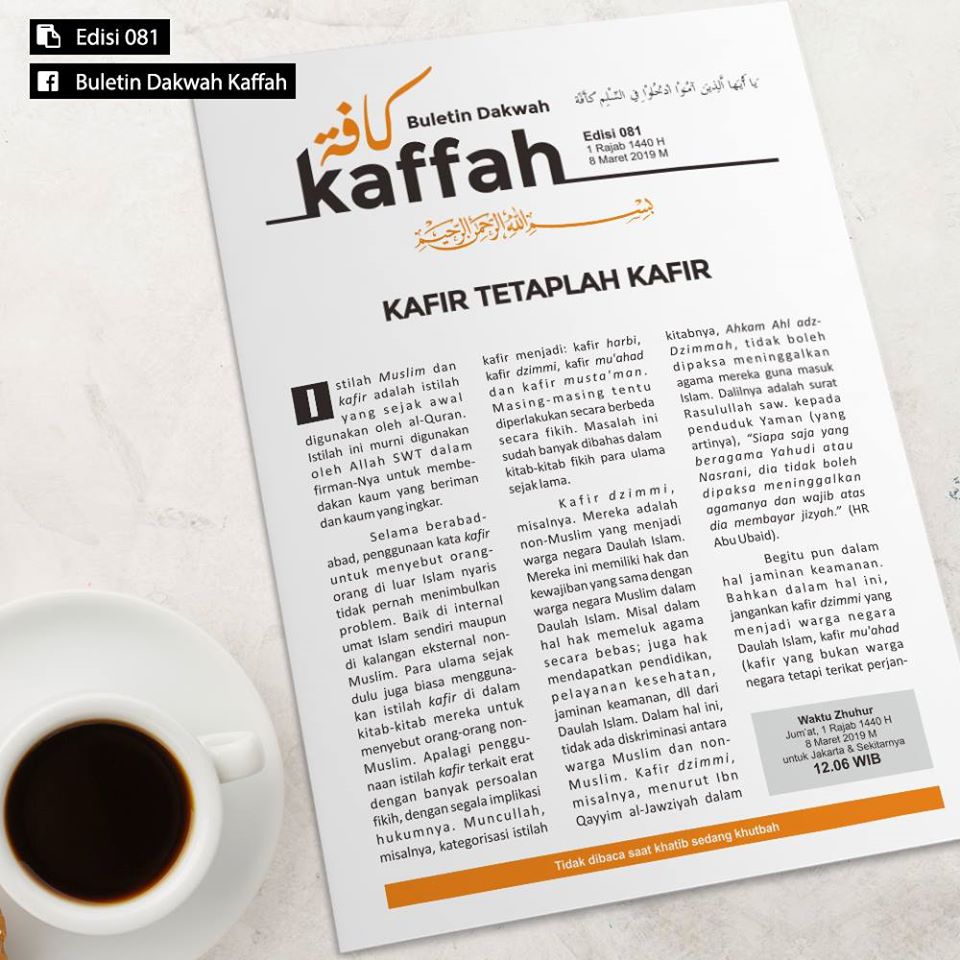 Edisi 081
Buletin Dakwah Kaffah
كافة
Buletin Dakwah
kaffah
يَا أَيُّهَا الَّذِينَ آمَنُوا ادْخُلُوا فِي السِّلْمِ كَافَّةً
Edisi 081
1 Rajab 1440 H
8 Maret 2019 M
بِسْمِ اللهِ الرَّحْمَنِ الرَّحِيْمِ
KAFIR TETAPLAH KAFIR
Istilah Muslim dan
kafir adalah istilah
yang sejak awal
digunakan oleh al-Quran.
Istilah ini murni digunakan
oleh Allah SWT dalam
firman-Nya untuk membe-
dakan kaum yang beriman
dan kaum yang ingkar.
Selama berabad-
abad, penggunaan kata kafir
untuk menyebut orang-
orang di luar Islam nyaris
tidak pernah menimbulkan
problem. Baik di internal
umat Islam sendiri maupun
di kalangan eksternal non-
Muslim. Para ulama sejak
dulu juga biasa mengguna-
kan istilah kafir di dalam
kitab-kitab mereka untuk
menyebut orang-orang non-
Muslim. Apalagi penggu-
naan istilah kafir terkait erat
dengan banyak persoalan
fikih, dengan segala implikasi
hukumnya. Muncullah,
misalnya, kategorisasi istilah
kafir menjadi: kafir harbi,
kafir dzimmi, kafir mu'ahad
dan kafir musta'man.
Masing-masing tentu
diperlakukan secara berbeda
secara fikih. Masalah ini
sudah banyak dibahas dalam
kitab-kitab fikih para ulama
sejak lama.
Kafir dzimmi,
misalnya. Mereka adalah
non-Muslim yang menjadi
warga negara Daulah Islam.
Mereka ini memiliki hak dan
kewajiban yang sama dengan
warga negara Muslim dalam
Daulah Islam. Misal dalam
hal hak memeluk agama
secara bebas; juga hak
mendapatkan pendidikan,
pelayanan kesehatan,
jaminan keamanan, dll dari
Daulah Islam. Dalam hal ini,
tidak ada diskriminasi antara
warga Muslim dan non-
Muslim. Kafir dzimmi,
misalnya, menurut Ibn
Qayyim al-Jawziyah dalam
kitabnya, Ahkam Ahl adz-
Dzimmah, tidak boleh
dipaksa meninggalkan
agama mereka guna masuk
Islam. Dalilnya adalah surat
Rasulullah saw. kepada
penduduk Yaman (yang
artinya), "Siapa saja yang
beragama Yahudi atau
Nasrani, dia tidak boleh
dipaksa meninggalkan
agamanya dan wajib atas
dia membayar jizyah." (HR
Abu Ubaid).
Begitu pun dalam
hal jaminan keamanan.
Bahkan dalam hal ini,
jangankan kafir dzimmi yang
menjadi warga negara
Daulah Islam, kafir mu'ahad
(kafir yang bukan warga
negara tetapi terikat perjan-
Waktu Zhuhur
Jum'at, 1 Rajab 1440 H
8 Maret 2019 M
untuk Jakarta & Sekitarnya
12.06 WIB
Tidak dibaca saat khatib sedang khutbah